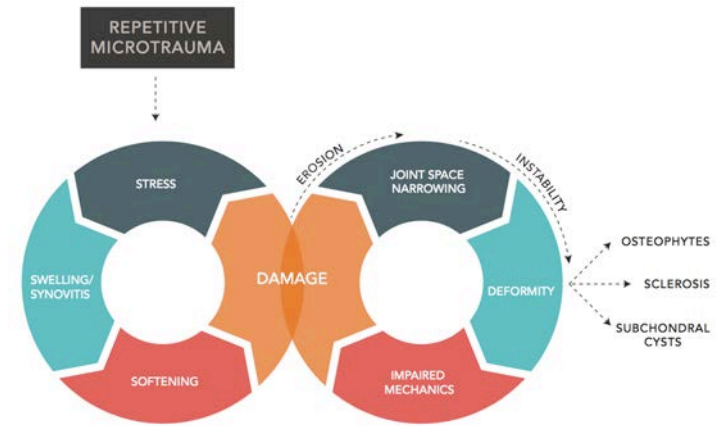 REPETITIVE
MICROTRAUMA
STRESS
SWELLING/
SYNOVITIS
SOFTENING
DAMAGE
EROSION
JOINT SPACE
NARROWING
INSTABILITY
DEFORMITY
IMPAIRED
MECHANICS
OSTEOPHYTES
SCLEROSIS
SUBCHONDRAL
CYSTS